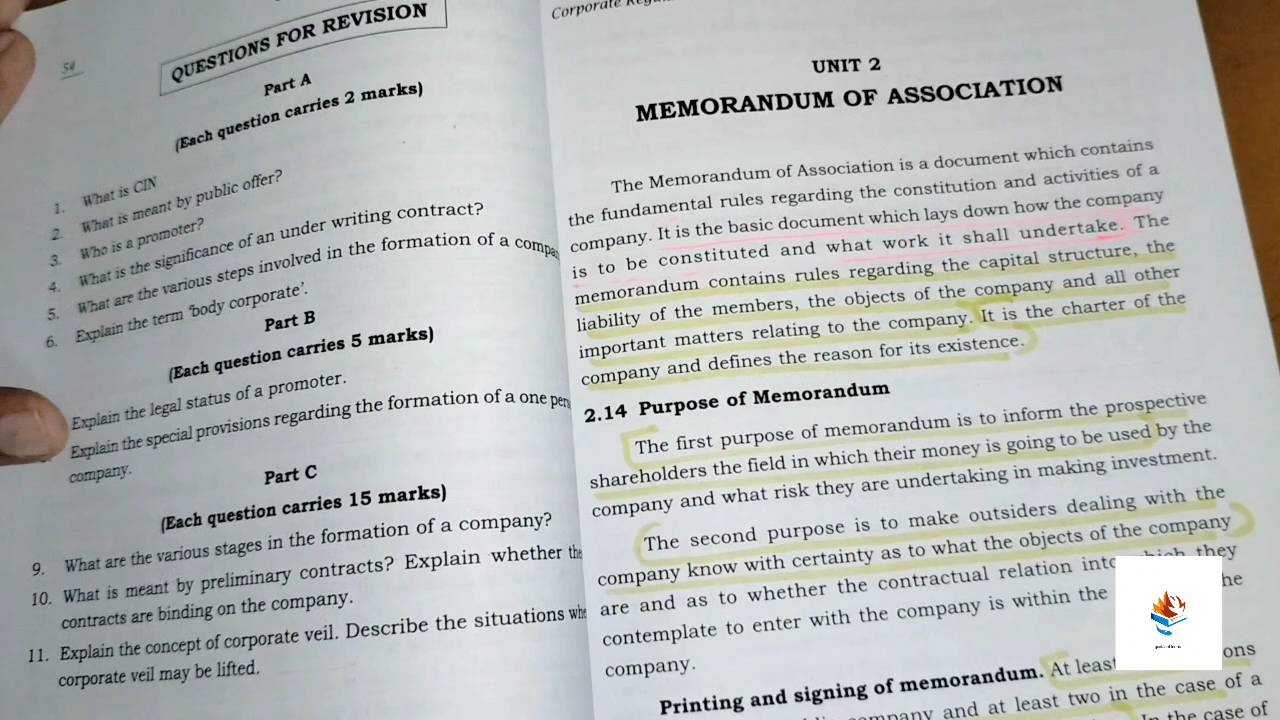 54
QUESTIONS FOR REVISION
Part A
(Each question carries 2 marks)
1. What is CIN
2. What is meant by public offer?
3. Who is a promoter?
4. What is the significance of an under writing contract?
5. What are the various steps involved in the formation of a
6. Explain the term 'body corporate'.
Part B
(Each question carries 5 marks)
Explain the legal status of a promoter.
Explain the special provisions regarding the formation of a one
company.
Part C
(Each question carries 15 marks)
9. What are the various stages in the formation of a company?
10. What is meant by preliminary contracts? Explain whether
contracts are binding on the company.
11. Explain the concept of corporate veil. Describe the situations
corporate veil may be lifted.
Corporate
UNIT 2
MEMORANDUM OF ASSOCIATION
The Memorandum of Association is a document which contains
the fundamental rules regarding the constitution and activities of a
company. It is the basic document which lays down how the company
is to be constituted and what work it shall undertake. The
memorandum contains rules regarding the capital structure, the
liability of the members, the objects of the company and all other
important matters relating to the company. It is the charter of the
company and defines the reason for its existence.
2.14 Purpose of Memorandum
The first purpose of memorandum is to inform the prospective
shareholders the field in which their money is going to be used by the
company and what risk they are undertaking in making investment.
The second purpose is to make outsiders dealing with the
company know with certainty as to what the objects of the company
are and as to whether the contractual relation into which they
contemplate to enter with the company is within the
company.
Printing and signing of memorandum. At least
company and at least two in the case of a
In the case of